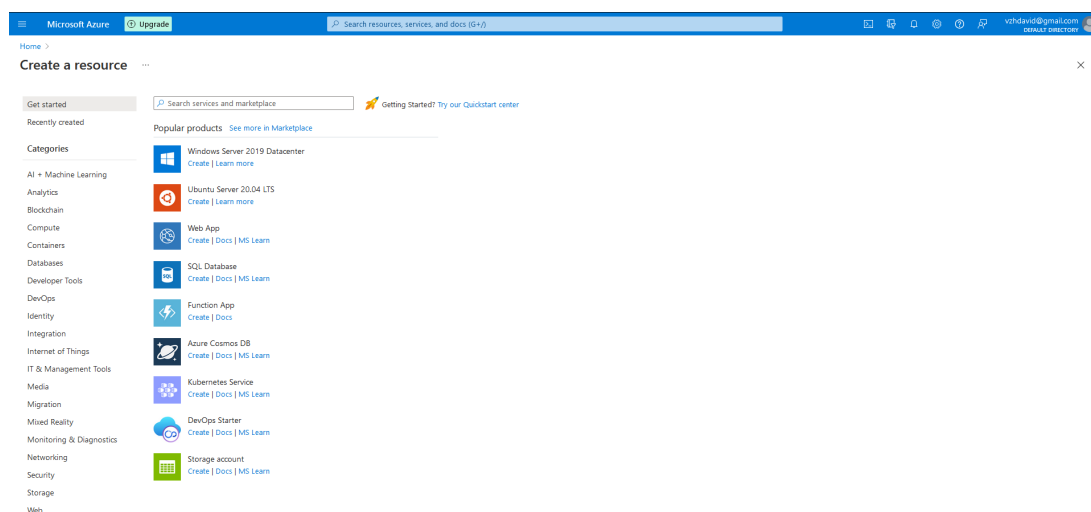 Microsoft Azure
Upgrade
Search resources, services, and docs (G+/)
vzhdavid@gmail.com
DEFAULT DIRECTORY
Home >
Create a resource ...
Get started
Recently created
Categories
AI + Machine Learning
Analytics
Blockchain
Compute
Containers
Databases
Developer Tools
DevOps
Identity
Integration
Internet of Things
IT & Management Tools
Media
Migration
Mixed Reality
Monitoring & Diagnostics
Networking
Security
Storage
Web
Search services and marketplace
Getting Started? Try our Quickstart center
Popular products See more in Marketplace
Windows Server 2019 Datacenter
Create | Learn more
Ubuntu Server 20.04 LTS
Create | Learn more
Web App
Create | Docs | MS Learn
SQL
SQL Database
Create | Docs | MS Learn
Function App
Create | Docs
Azure Cosmos DB
Create | Docs | MS Learn
Kubernetes Service
Create | Docs | MS Learn
DevOps Starter
Create | Docs | MS Learn
Storage account
Create | Docs | MS Learn